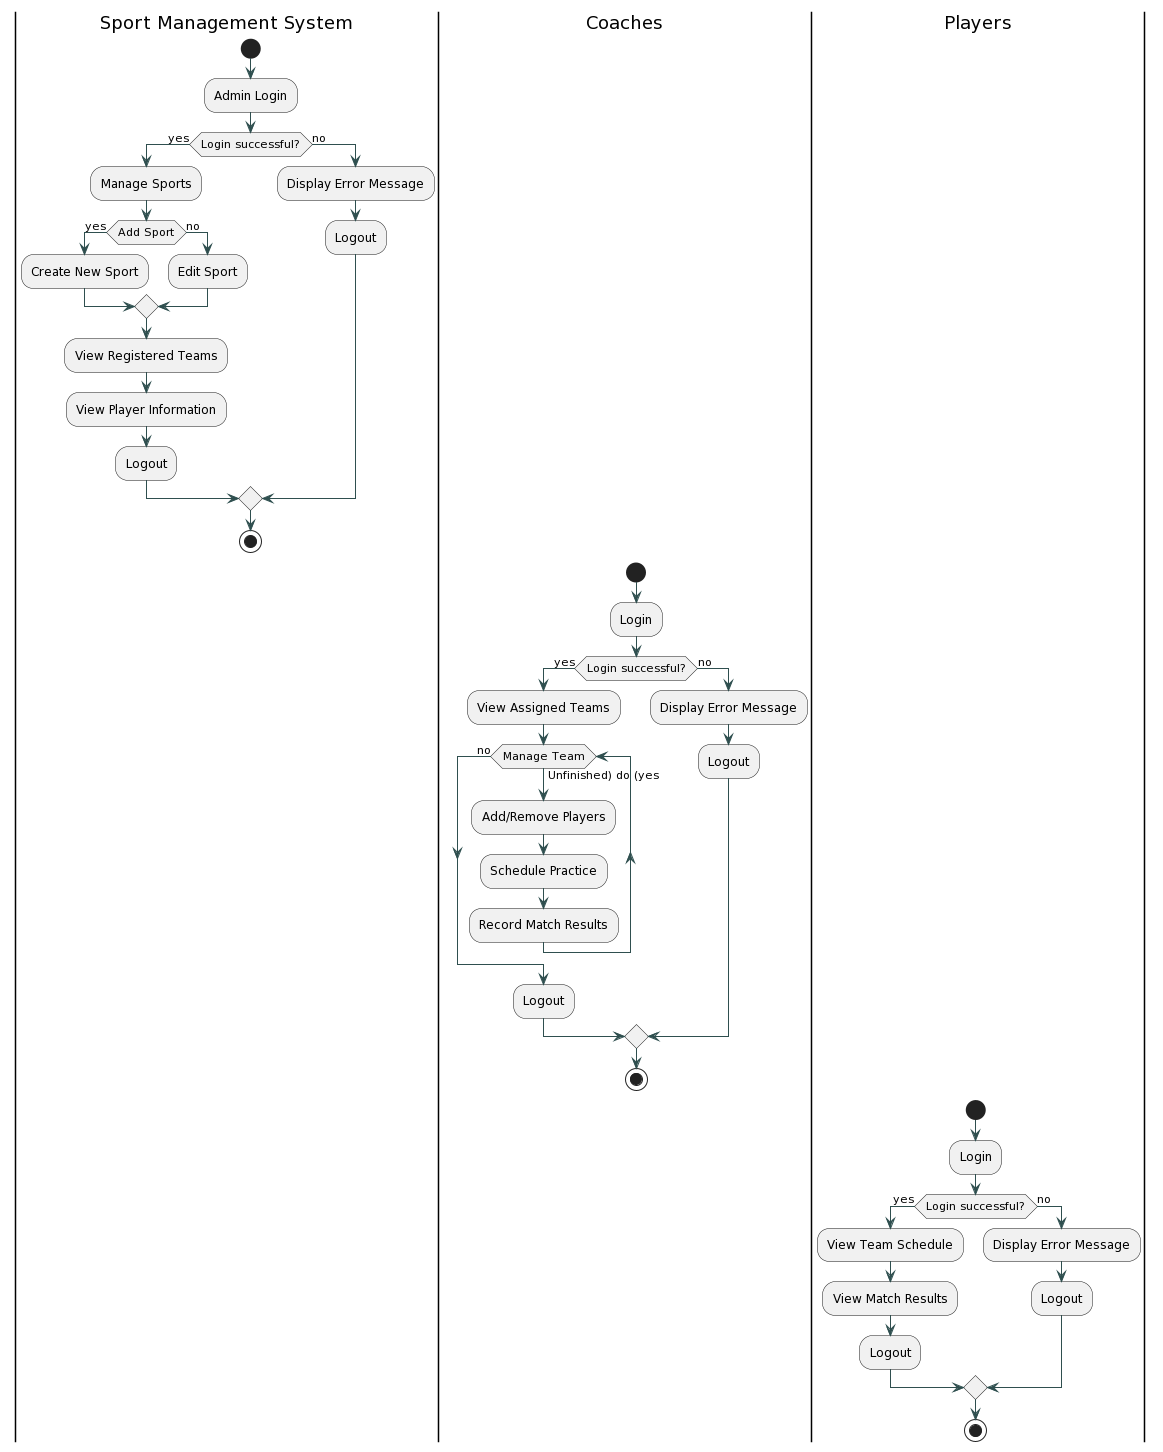 Sport Management System
Coaches
Players
Admin Login
yes
Login successful?
no
Manage Sports
Display Error Message
yes
Add Sport
no
Logout
Create New Sport
Edit Sport
View Registered Teams
View Player Information
Logout
Login
yes
Login successful?
no
View Assigned Teams
Display Error Message
no
Manage Team
Logout
Unfinished) do (yes
Add/Remove Players
Schedule Practice
Record Match Results
Logout
Login
yes
Login successful?
no
View Team Schedule
Display Error Message
View Match Results
Logout
Logout